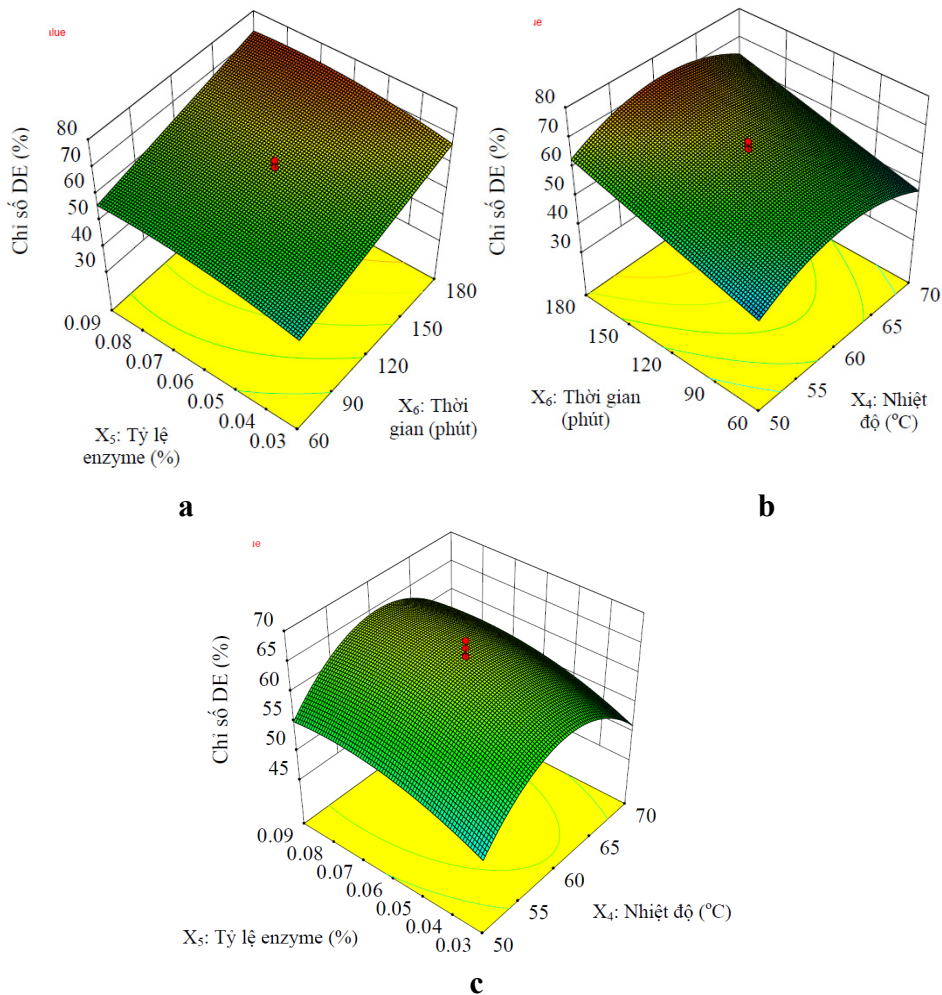 alue
Chỉ số DE (%)
80
70
60
50
40
30
0.09
0.08
0.07
0.06
0.05
0.04
0.03
X5: Tỷ lệ
enzyme (%)
60
90
120
150
180
X6: Thời
gian (phút)
a
ue
Chỉ số DE (%)
80
70
60
50
40
30
180
150
120
90
60
X6: Thời gian
(phút)
50
55
60
65
70
X4: Nhiệt
độ (°C)
b
ue
Chỉ số DE (%)
70
65
60
55
50
45
0.09
0.08
0.07
0.06
0.05
0.04
0.03
X5: Tỷ lệ enzyme (%)
50
55
60
65
70
X4: Nhiệt độ (°C)
c